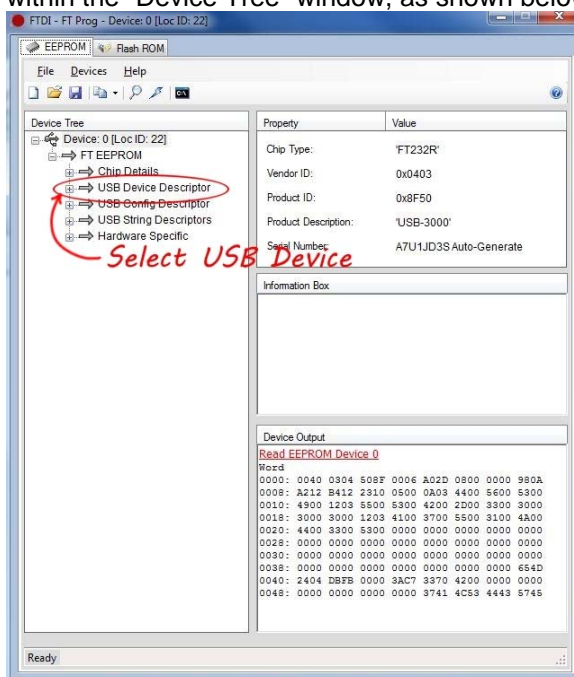 within the "Device Tree" window, as shown below
FTDI - FT Prog - Device: 0 [Loc ID: 22]
EEPROM Flash ROM
File Devices Help
Device Tree
Device: 0 [Loc ID: 22]
FT EEPROM
Chip Details
USB Device Descriptor
USB Config Descriptor
USB String Descriptors
Hardware Specific
Select USB Device
Property Value
Chip Type: 'FT232R'
Vendor ID: 0x0403
Product ID: 0x8F50
Product Description: 'USB-3000'
Serial Number: A7U1JD3S Auto-Generate
Information Box
Device Output
Read EEPROM Device 0
Word
0000: 0040 0304 508F 0006 A02D 0800 0000 980A
0008: A212 B412 2310 0500 0A03 4400 5600 5300
0010: 4900 1203 5500 5300 4200 2D00 3300 3000
0018: 3000 3000 1203 4100 3700 5500 3100 4A00
0020: 4400 3300 5300 0000 0000 0000 0000 0000
0028: 0000 0000 0000 0000 0000 0000 0000 0000
0030: 0000 0000 0000 0000 0000 0000 0000 0000
0038: 0000 0000 0000 0000 0000 0000 0000 654D
0040: 2404 DBFB 0000 3AC7 3370 4200 0000 0000
0048: 0000 0000 0000 0000 3741 4C53 4443 5745
Ready